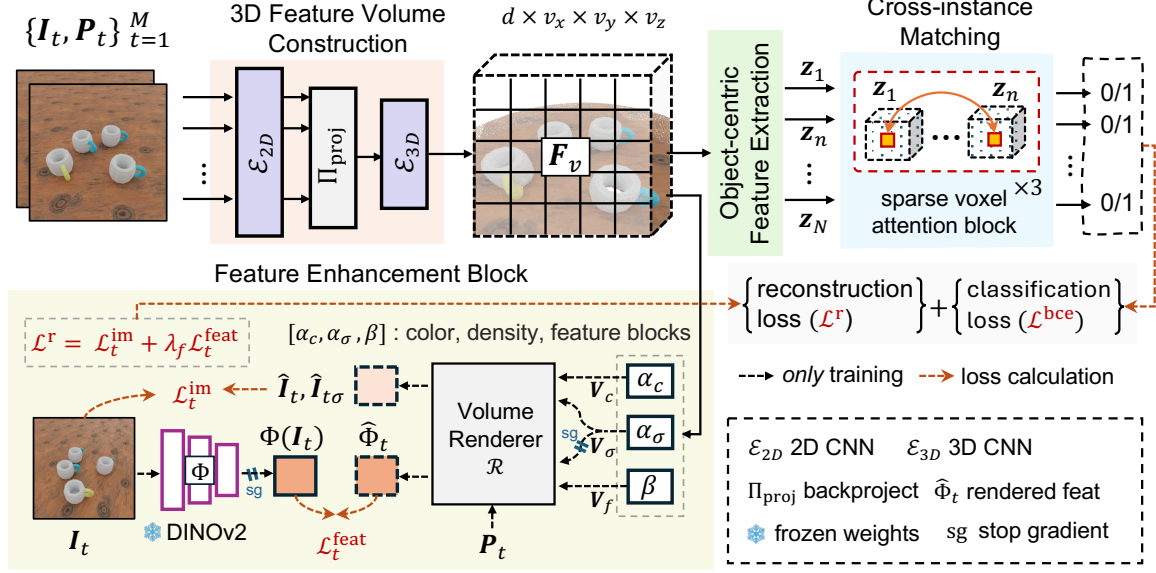 {I_t, P_t}^M_{t=1}
3D Feature Volume
Construction
d × v_x × v_y × v_z
Cross-instance
Matching
ℰ_2D
Π_proj
ℰ_3D
F_v
Object-centric
Feature Extraction
z_1
z_n
⋮
z_N
z_1
z_n
...
×3
sparse voxel
attention block
0/1
0/1
⋮
0/1
Feature Enhancement Block
ℒ^r = ℒ_t^im + λ_f ℒ_t^feat
[α_c, α_σ, β] : color, density, feature blocks
{reconstruction loss (ℒ^r)} + {classification loss (ℒ^bce)}
ℒ_t^im
Î_t, Î_tσ
Volume
Renderer
ℛ
V_c
α_c
sg
V_σ
α_σ
V_f
β
Φ
sg
Φ(I_t)
Φ̂_t
I_t
DINOv2
ℒ_t^feat
P_t
only training
loss calculation
ℰ_2D 2D CNN
ℰ_3D 3D CNN
Π_proj backproject
Φ̂_t rendered feat
frozen weights
sg stop gradient